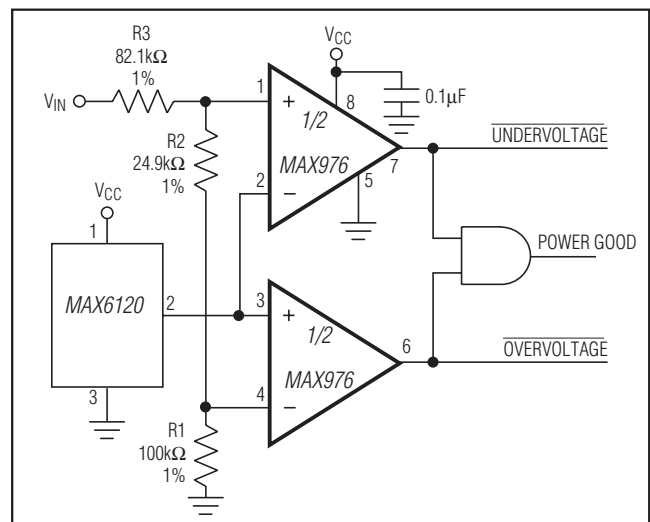 R3
82.1kΩ
1%
VIN
R2
24.9kΩ
1%
VCC
1
MAX6120
2
3
R1
100kΩ
1%
1
+
1/2
MAX976
2
−
VCC
8
0.1µF
5
7
3
+
1/2
MAX976
4
−
6
UNDERVOLTAGE
POWER GOOD
OVERVOLTAGE